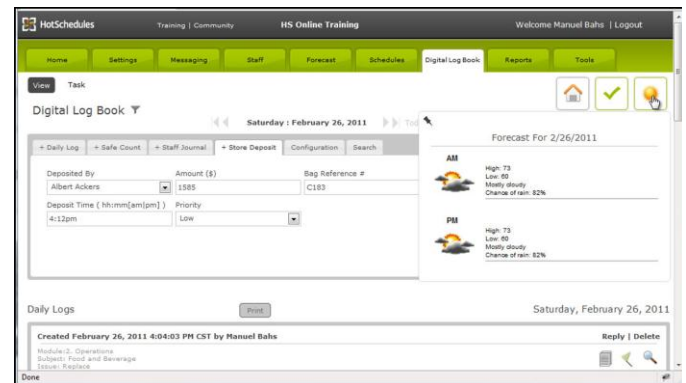 HotSchedules Training | Community HS Online Training Welcome Manuel Bahs | Logout
Home Settings Messaging Staff Forecast Schedules Digital Log Book Reports Tools
View Task
Digital Log Book
Saturday : February 26, 2011
Forecast For 2/26/2011
+ Daily Log + Safe Count + Staff Journal + Store Deposit Configuration Search
Deposited By Amount ($) Bag Reference #
Albert Ackers 1585 C183
Deposit Time ( hh:mm[am|pm] ) Priority
4:12pm Low
AM
High: 73
Low: 60
Mostly cloudy
Chance of rain: 82%
PM
High: 73
Low: 60
Mostly cloudy
Chance of rain: 82%
Daily Logs Print Saturday, February 26, 2011
Created February 26, 2011 4:04:03 PM CST by Manuel Bahs Reply | Delete
Module:2. Operations
Subject: Food and Beverage
Issue: Replace
Done